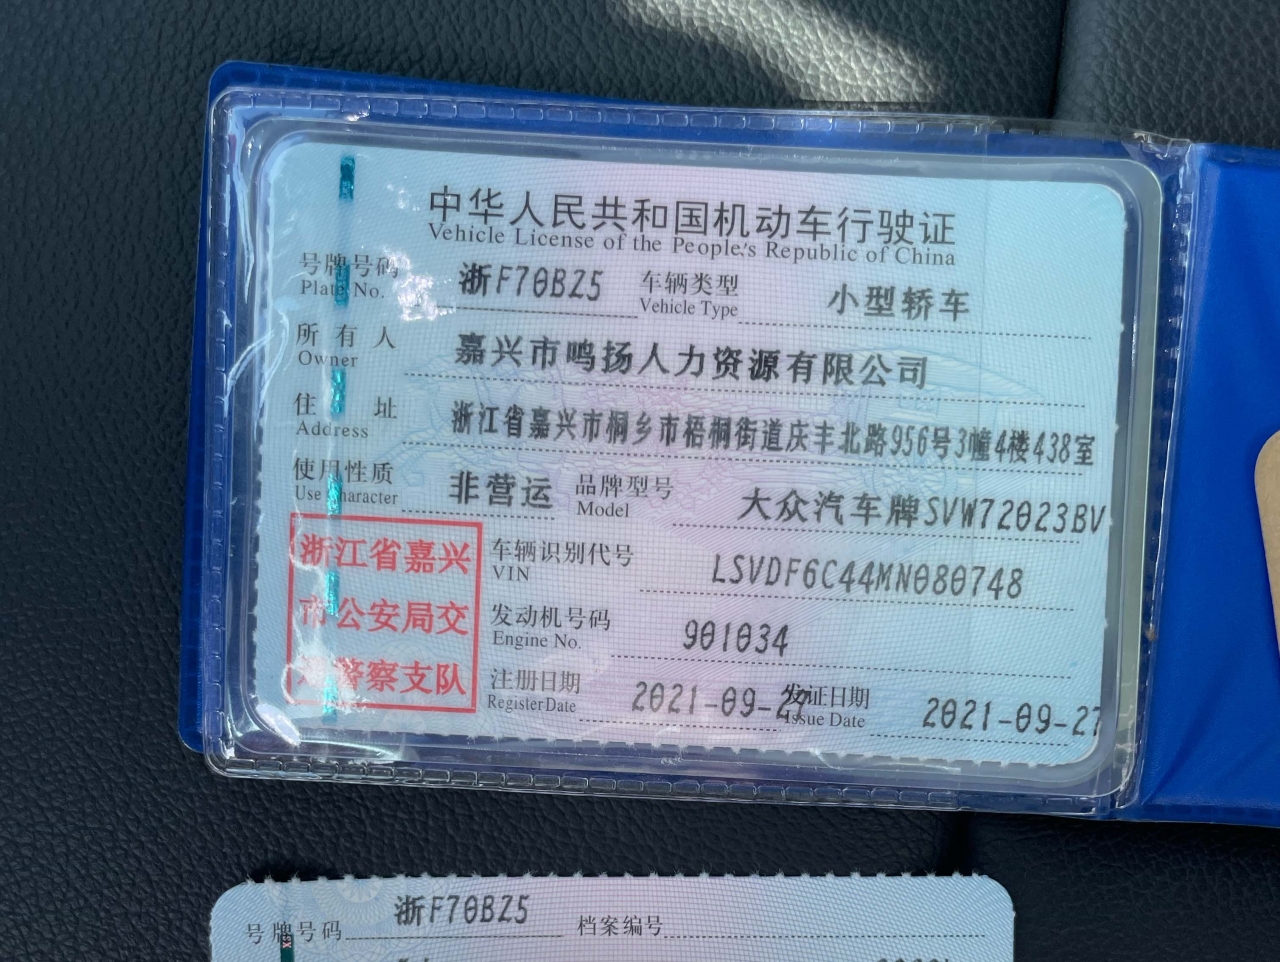 中华人民共和国机动车行驶证
Vehicle License of the People's Republic of China
号牌号码 浙F70BZ5 车辆类型 小型轿车
Plate No. Vehicle Type
所有人 嘉兴市鸣扬人力资源有限公司
Owner
住址 浙江省嘉兴市桐乡市梧桐街道庆丰北路956号3幢4楼438室
Address
使用性质 非营运 品牌型号 大众汽车牌SVW72023BV
Use Character Model
浙江省嘉兴
市公安局交
警察支队
车辆识别代号 LSVDF6C44MN080748
VIN
发动机号码 901034
Engine No.
注册日期 2021-09-27 发证日期 2021-09-27
Register Date Issue Date
号牌号码 浙F70BZ5 档案编号